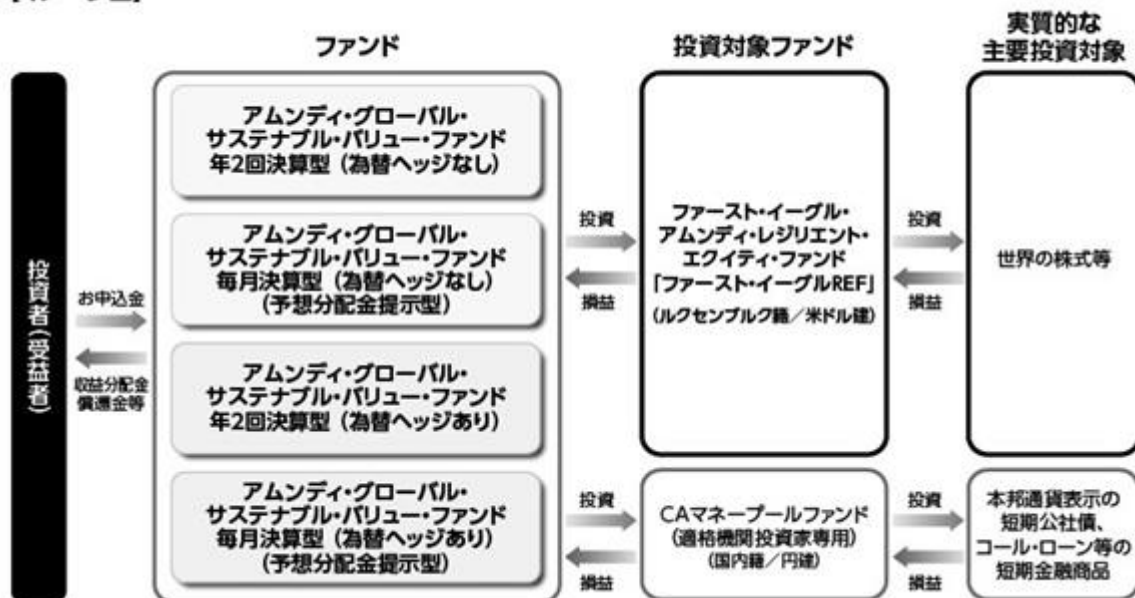 ファンド
投資対象ファンド
実質的な
主要投資対象
投資者(受益者)
お申込金
収益分配金
償還金等
アムンディ・グローバル・
サステナブル・バリュー・ファンド
年2回決算型（為替ヘッジなし）
アムンディ・グローバル・
サステナブル・バリュー・ファンド
毎月決算型（為替ヘッジなし）
(予想分配金提示型)
アムンディ・グローバル・
サステナブル・バリュー・ファンド
年2回決算型（為替ヘッジあり）
アムンディ・グローバル・
サステナブル・バリュー・ファンド
毎月決算型（為替ヘッジあり）
(予想分配金提示型)
投資
損益
ファースト・イーグル・
アムンディ・レジリエント・
エクイティ・ファンド
「ファースト・イーグルREF」
(ルクセンブルク籍／米ドル建)
投資
損益
世界の株式等
投資
損益
CAマネープールファンド
(適格機関投資家専用)
(国内籍／円建)
投資
損益
本邦通貨表示の
短期公社債、
コール・ローン等の
短期金融商品